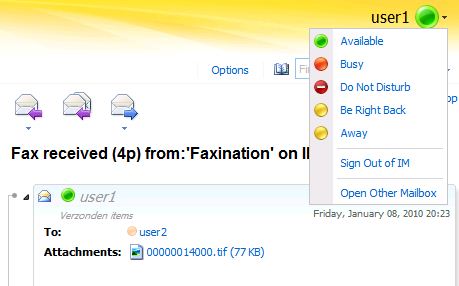 user1
Available
Options
Fi
Busy
Do Not Disturb
op
Be Right Back
Away
Fax received (4p) from:'Faxination' on I
Sign Out of IM
user1
Open Other Mailbox
Verzonden items
Friday, January 08, 2010 20:23
To: user2
Attachments: 00000014000.tif (77 KB)